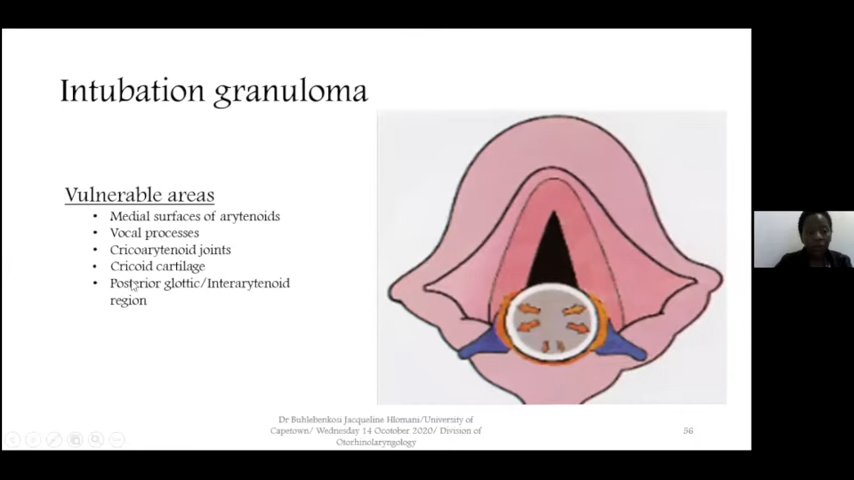 Intubation granuloma
Vulnerable areas
• Medial surfaces of arytenoids
• Vocal processes
• Cricoarytenoid joints
• Cricoid cartilage
• Posterior glottic/Interarytenoid
region
Dr Buhlebenkosi Jacqueline Hlomani/University of
Capetown/ Wednesday 14 Ocotober 2020/ Division of
Otorhinolaryngology
56